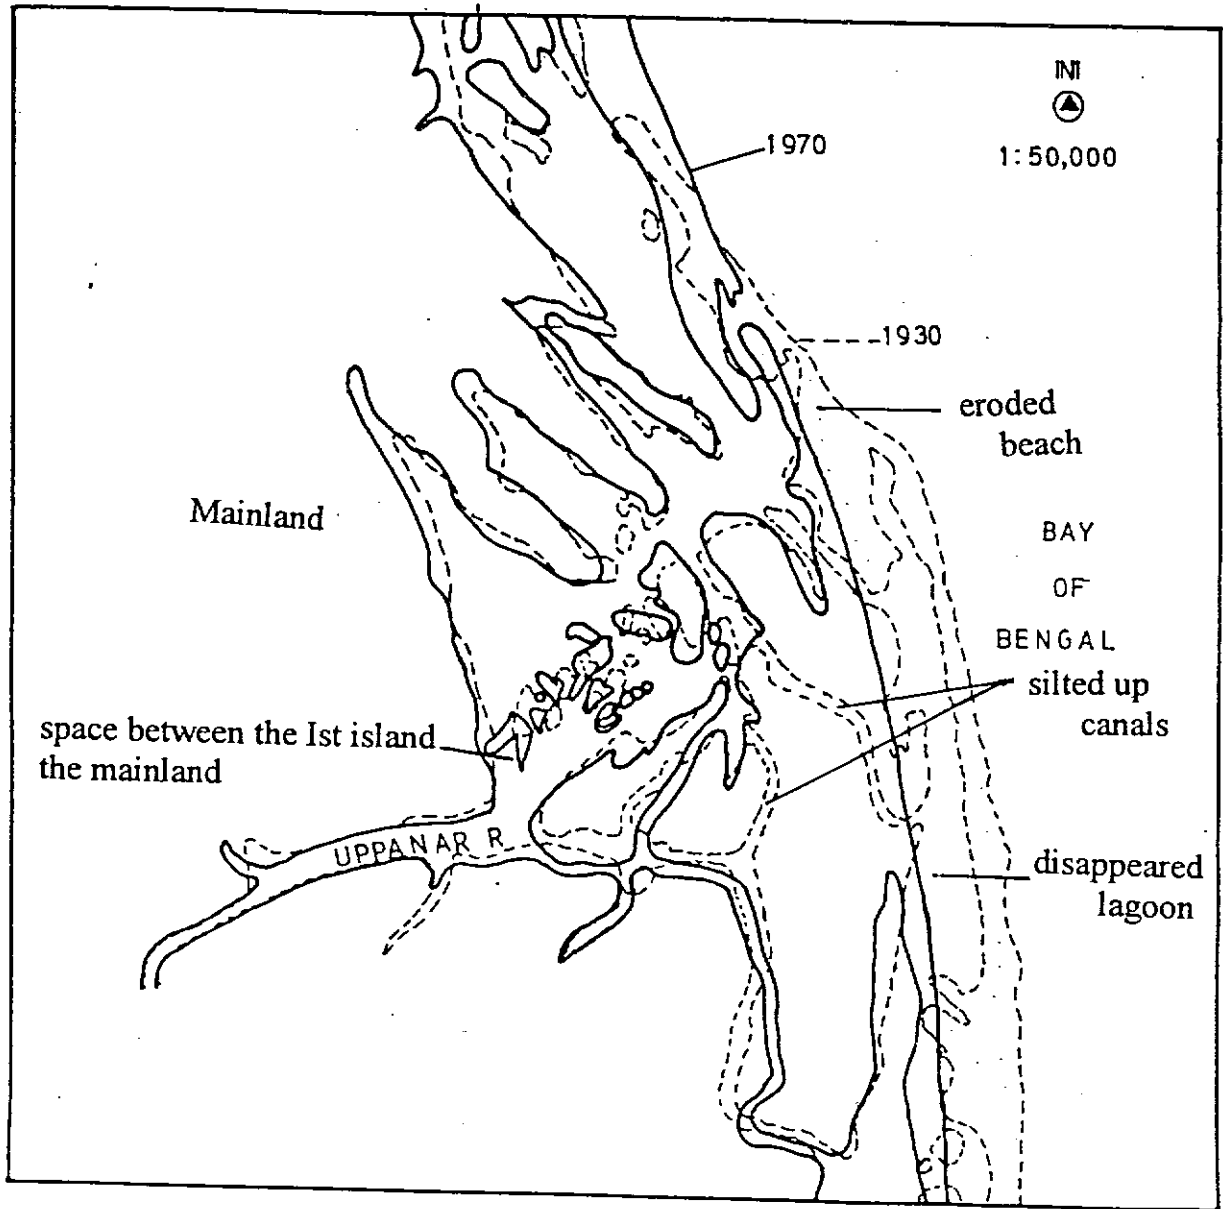 N
1:50,000
1970
1930
eroded
beach
Mainland
BAY
OF
BENGAL
silted up
canals
space between the Ist island
the mainland
UPPANAR R
disappeared
lagoon